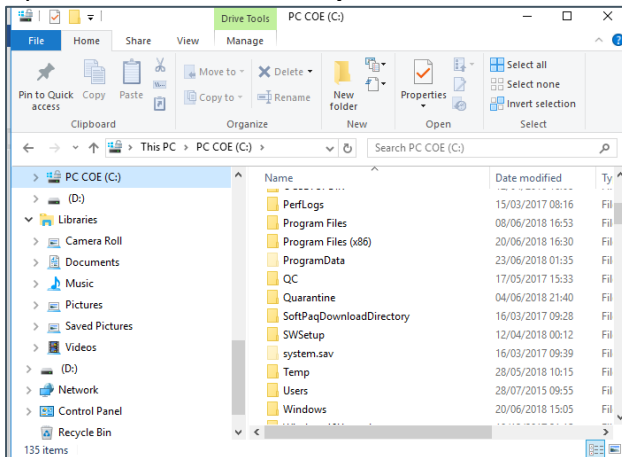 Drive Tools PC COE (C:)
File Home Share View Manage
Pin to Quick access
Copy
Paste
Clipboard
Move to
Copy to
Delete
Rename
Organize
New folder
New
Properties
Open
Select all
Select none
Invert selection
Select
This PC PC COE (C:)
Search PC COE (C:)
PC COE (C:)
(D:)
Libraries
Camera Roll
Documents
Music
Pictures
Saved Pictures
Videos
(D:)
Network
Control Panel
Recycle Bin
Name Date modified Ty
PerfLogs 15/03/2017 08:16 Fil
Program Files 08/06/2018 16:53 Fil
Program Files (x86) 20/06/2018 16:30 Fil
ProgramData 23/06/2018 01:35 Fil
QC 17/05/2017 15:33 Fil
Quarantine 04/06/2018 21:40 Fil
SoftPaqDownloadDirectory 16/03/2017 09:28 Fil
SWSetup 12/04/2018 00:12 Fil
system.sav 16/03/2017 09:39 Fil
Temp 28/05/2018 10:15 Fil
Users 28/07/2015 09:55 Fil
Windows 20/06/2018 15:05 Fil
135 items